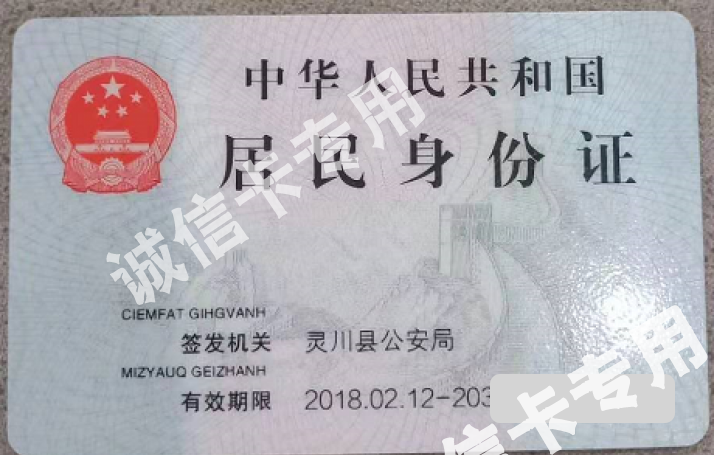 中华人民共和国
居民身份证
诚信卡专用
CIEMFAT GIHGVANH
签发机关 灵川县公安局
MIZYAUQ GEIZHANH
有效期限 2018.02.12-203
信卡专用